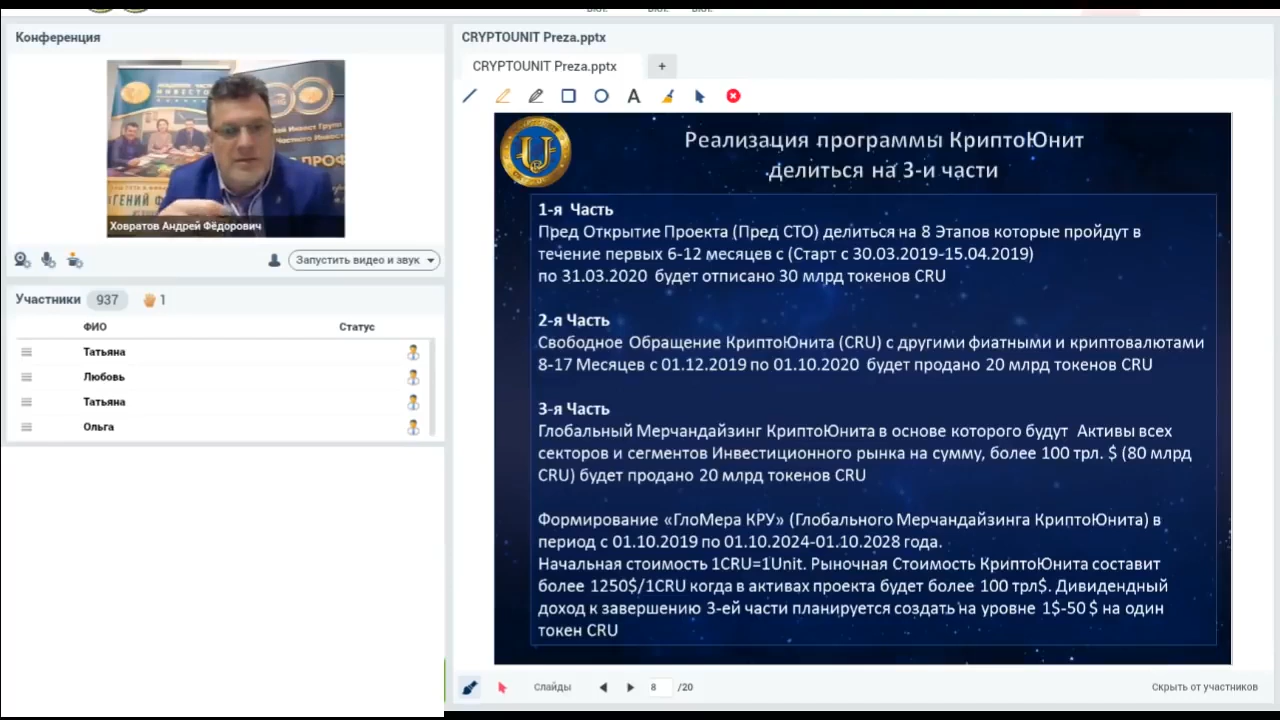 Конференция
Ховратов Андрей Фёдорович
Запустить видео и звук
Участники 937 1
ФИО Статус
Татьяна
Любовь
Татьяна
Ольга
CRYPTOUNIT Preza.pptx
CRYPTOUNIT Preza.pptx +
A
Реализация программы КриптоЮнит
делиться на 3-и части
1-я Часть
Пред Открытие Проекта (Пред СТО) делиться на 8 Этапов которые пройдут в
течение первых 6-12 месяцев с (Старт с 30.03.2019-15.04.2019)
по 31.03.2020 будет отписано 30 млрд токенов CRU
2-я Часть
Свободное Обращение КриптоЮнита (CRU) с другими фиатными и криптовалютами
8-17 Месяцев с 01.12.2019 по 01.10.2020 будет продано 20 млрд токенов CRU
3-я Часть
Глобальный Мерчандайзинг КриптоЮнита в основе которого будут Активы всех
секторов и сегментов Инвестиционного рынка на сумму, более 100 трл. $ (80 млрд
CRU) будет продано 20 млрд токенов CRU
Формирование «ГлоМера КРУ» (Глобального Мерчандайзинга КриптоЮнита) в
период с 01.10.2019 по 01.10.2024-01.10.2028 года.
Начальная стоимость 1CRU=1Unit. Рыночная Стоимость КриптоЮнита составит
более 1250$/1CRU когда в активах проекта будет более 100 трл$. Дивидендный
доход к завершению 3-ей части планируется создать на уровне 1$-50 $ на один
токен CRU
Слайды 8 /20 Скрыть от участников